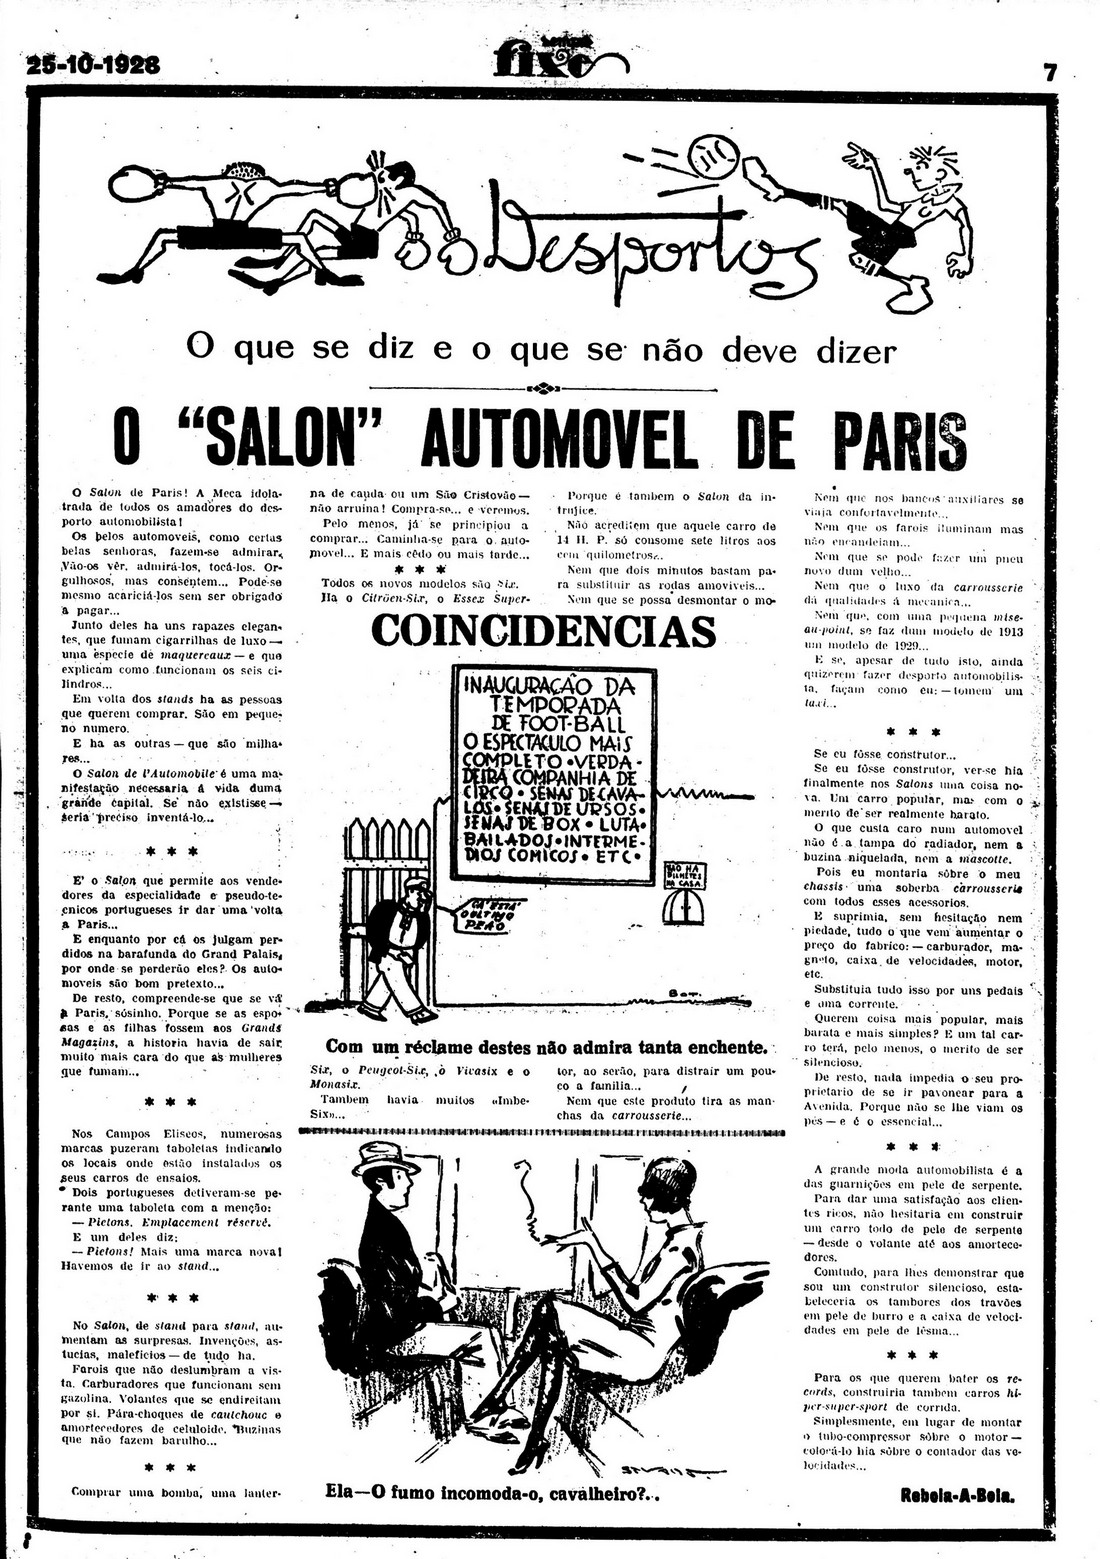 25-10-1928
sempre
fixe
7
Desportos
O que se diz e o que se não deve dizer
O "SALON" AUTOMOVEL DE PARIS
O Salon de Paris! A Meca idola-
trada de todos os amadores do des-
porto automobilista!
Os belos automoveis, como certas
belas senhoras, fazem-se admirar.
Vão-os vêr, admirá-los, tocá-los. Or-
gulhosos, mas consentem... Pode-se
mesmo acariciá-los sem ser obrigado
a pagar...
Junto deles ha uns rapazes elegan-
tes, que fumam cigarrilhas de luxo —
uma espécie de maquereaux — e que
explicam como funcionam os seis ci-
lindros...
Em volta dos stands ha as pessoas
que querem comprar. São em peque-
no numero.
E ha as outras — que são milha-
res...
O Salon de l'Automobile é uma ma-
nifestação necessaria á vida duma
grande capital. Se não existisse —
seria preciso inventá-lo...
* * *
E' o Salon que permite aos vende-
dores da especialidade e pseudo-te-
cnicos portugueses ir dar uma volta
a Paris...
E enquanto por cá os julgam per-
didos na barafunda do Grand Palais,
por onde se perderão eles? Os auto-
moveis são bom pretexto...
De resto, compreende-se que se vá
a Paris, sósinho. Porque se as espo-
sas e as filhas fossem aos Grands
Magazins, a historia havia de sair
muito mais cara do que as mulheres
que fumam...
* * *
Nos Campos Eliseos, numerosas
marcas puzeram taboletas indicando
os locais onde estão instalados os
seus carros de ensaios.
Dois portugueses detiveram-se pe-
rante uma taboleta com a menção:
— Pietons. Emplacement réservé.
E um deles diz:
— Pietons! Mais uma marca nova!
Havemos de ir ao stand...
* * *
No Salon, de stand para stand, au-
mentam as surpresas. Invenções, as-
tucias, maleficios — de tudo ha.
Farois que não deslumbram a vis-
ta. Carburadores que funcionam sem
gazolina. Volantes que se endireitam
por si. Pára-choques de cautchouc e
amortecedores de celuloide. Buzinas
que não fazem barulho...
* * *
Comprar uma bomba, uma lanter-
na de cauda ou um São Cristovão —
não arruina! Compra-se... e veremos.
Pelo menos, já se principiou a
comprar... Caminha-se para o auto-
movel... E mais cêdo ou mais tarde...
* * *
Todos os novos modelos são Six.
Ha o Citröen-Six, o Essex Super-
Six, o Peugeot-Six, o Vivasix e o
Monasix.
Tambem havia muitos «Imbe-
Six»...
Porque é tambem o Salon da in-
trujice.
Não acreditem que aquele carro de
14 H. P. só consome sete litros aos
cem quilometros...
Nem que dois minutos bastam pa-
ra substituir as rodas amoviveis...
Nem que se possa desmontar o mo-
tor, ao serão, para distrair um pou-
co a familia...
Nem que este produto tira as man-
chas da carrousserie...
COINCIDENCIAS
INAUGURAÇÃO DA
TEMPORADA
DE FOOT-BALL
O ESPECTACULO MAIS
COMPLETO • VERDA-
DEIRA COMPANHIA DE
CIRCO • SENAS DE CAVA-
LOS • SENAS DE URSOS •
SENAS DE BOX • LUTA •
BAILADOS • INTERME-
DIOS COMICOS • ETC •
NÃO HA
BILHETES
NA CASA
CÁ ESTÁ
O ULTIMO
PEÃO
Bot.
Com um réclame destes não admira tanta enchente.
Ela—O fumo incomoda-o, cavalheiro?..
Nem que nos bancos auxiliares se
viaja confortavelmente...
Nem que os farois iluminam mas
não encandeiam...
Nem que se pode fazer um pneu
novo dum velho...
Nem que o luxo da carrousserie
dá qualidades á mecanica...
Nem que, com uma pequena mise-
au-point, se faz dum modelo de 1913
um modelo de 1929...
E se, apesar de tudo isto, ainda
quizerem fazer desporto automobilis-
ta, façam como eu: — tomem um
taxi...
* * *
Se eu fôsse construtor...
Se eu fôsse construtor, ver-se hia
finalmente nos Salons uma coisa no-
va. Um carro popular, mas com o
merito de ser realmente barato.
O que custa caro num automovel
não é a tampa do radiador, nem a
buzina niquelada, nem a mascotte.
Pois eu montaria sôbre o meu
chassis uma soberba carrousserie
com todos esses acessorios.
E suprimia, sem hesitação nem
piedade, tudo o que vem aumentar o
preço do fabrico: — carburador, ma-
gneto, caixa de velocidades, motor,
etc.
Substituia tudo isso por uns pedais
e uma corrente.
Querem coisa mais popular, mais
barata e mais simples? E um tal car-
ro terá, pelo menos, o merito de ser
silencioso.
De resto, nada impedia o seu pro-
prietario de se ir pavonear para a
Avenida. Porque não se lhe viam os
pés — e é o essencial...
* * *
A grande moda automobilista é a
das guarnições em pele de serpente.
Para dar uma satisfação aos clien-
tes ricos, não hesitaria em construir
um carro todo de pele de serpente
— desde o volante até aos amortece-
dores.
Comtudo, para lhes demonstrar que
sou um construtor silencioso, esta-
beleceria os tambores dos travões
em pele de burro e a caixa de veloci-
dades em pele de lêsma...
* * *
Para os que querem bater os re-
cords, construiria tambem carros hi-
per-super-sport de corrida.
Simplesmente, em lugar de montar
o tubo-compressor sôbre o motor —
colocá-lo hia sôbre o contador das ve-
locidades...
Rebola-A-Bola.